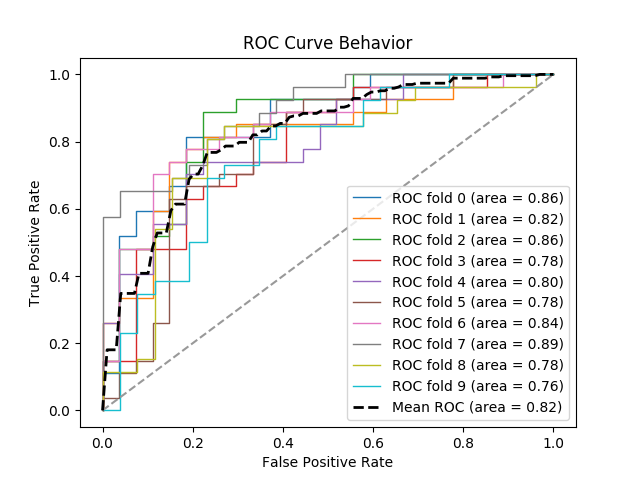 ROC Curve Behavior
True Positive Rate
1.0
0.8
0.6
0.4
0.2
0.0
ROC fold 0 (area = 0.86)
ROC fold 1 (area = 0.82)
ROC fold 2 (area = 0.86)
ROC fold 3 (area = 0.78)
ROC fold 4 (area = 0.80)
ROC fold 5 (area = 0.78)
ROC fold 6 (area = 0.84)
ROC fold 7 (area = 0.89)
ROC fold 8 (area = 0.78)
ROC fold 9 (area = 0.76)
Mean ROC (area = 0.82)
0.0 0.2 0.4 0.6 0.8 1.0
False Positive Rate